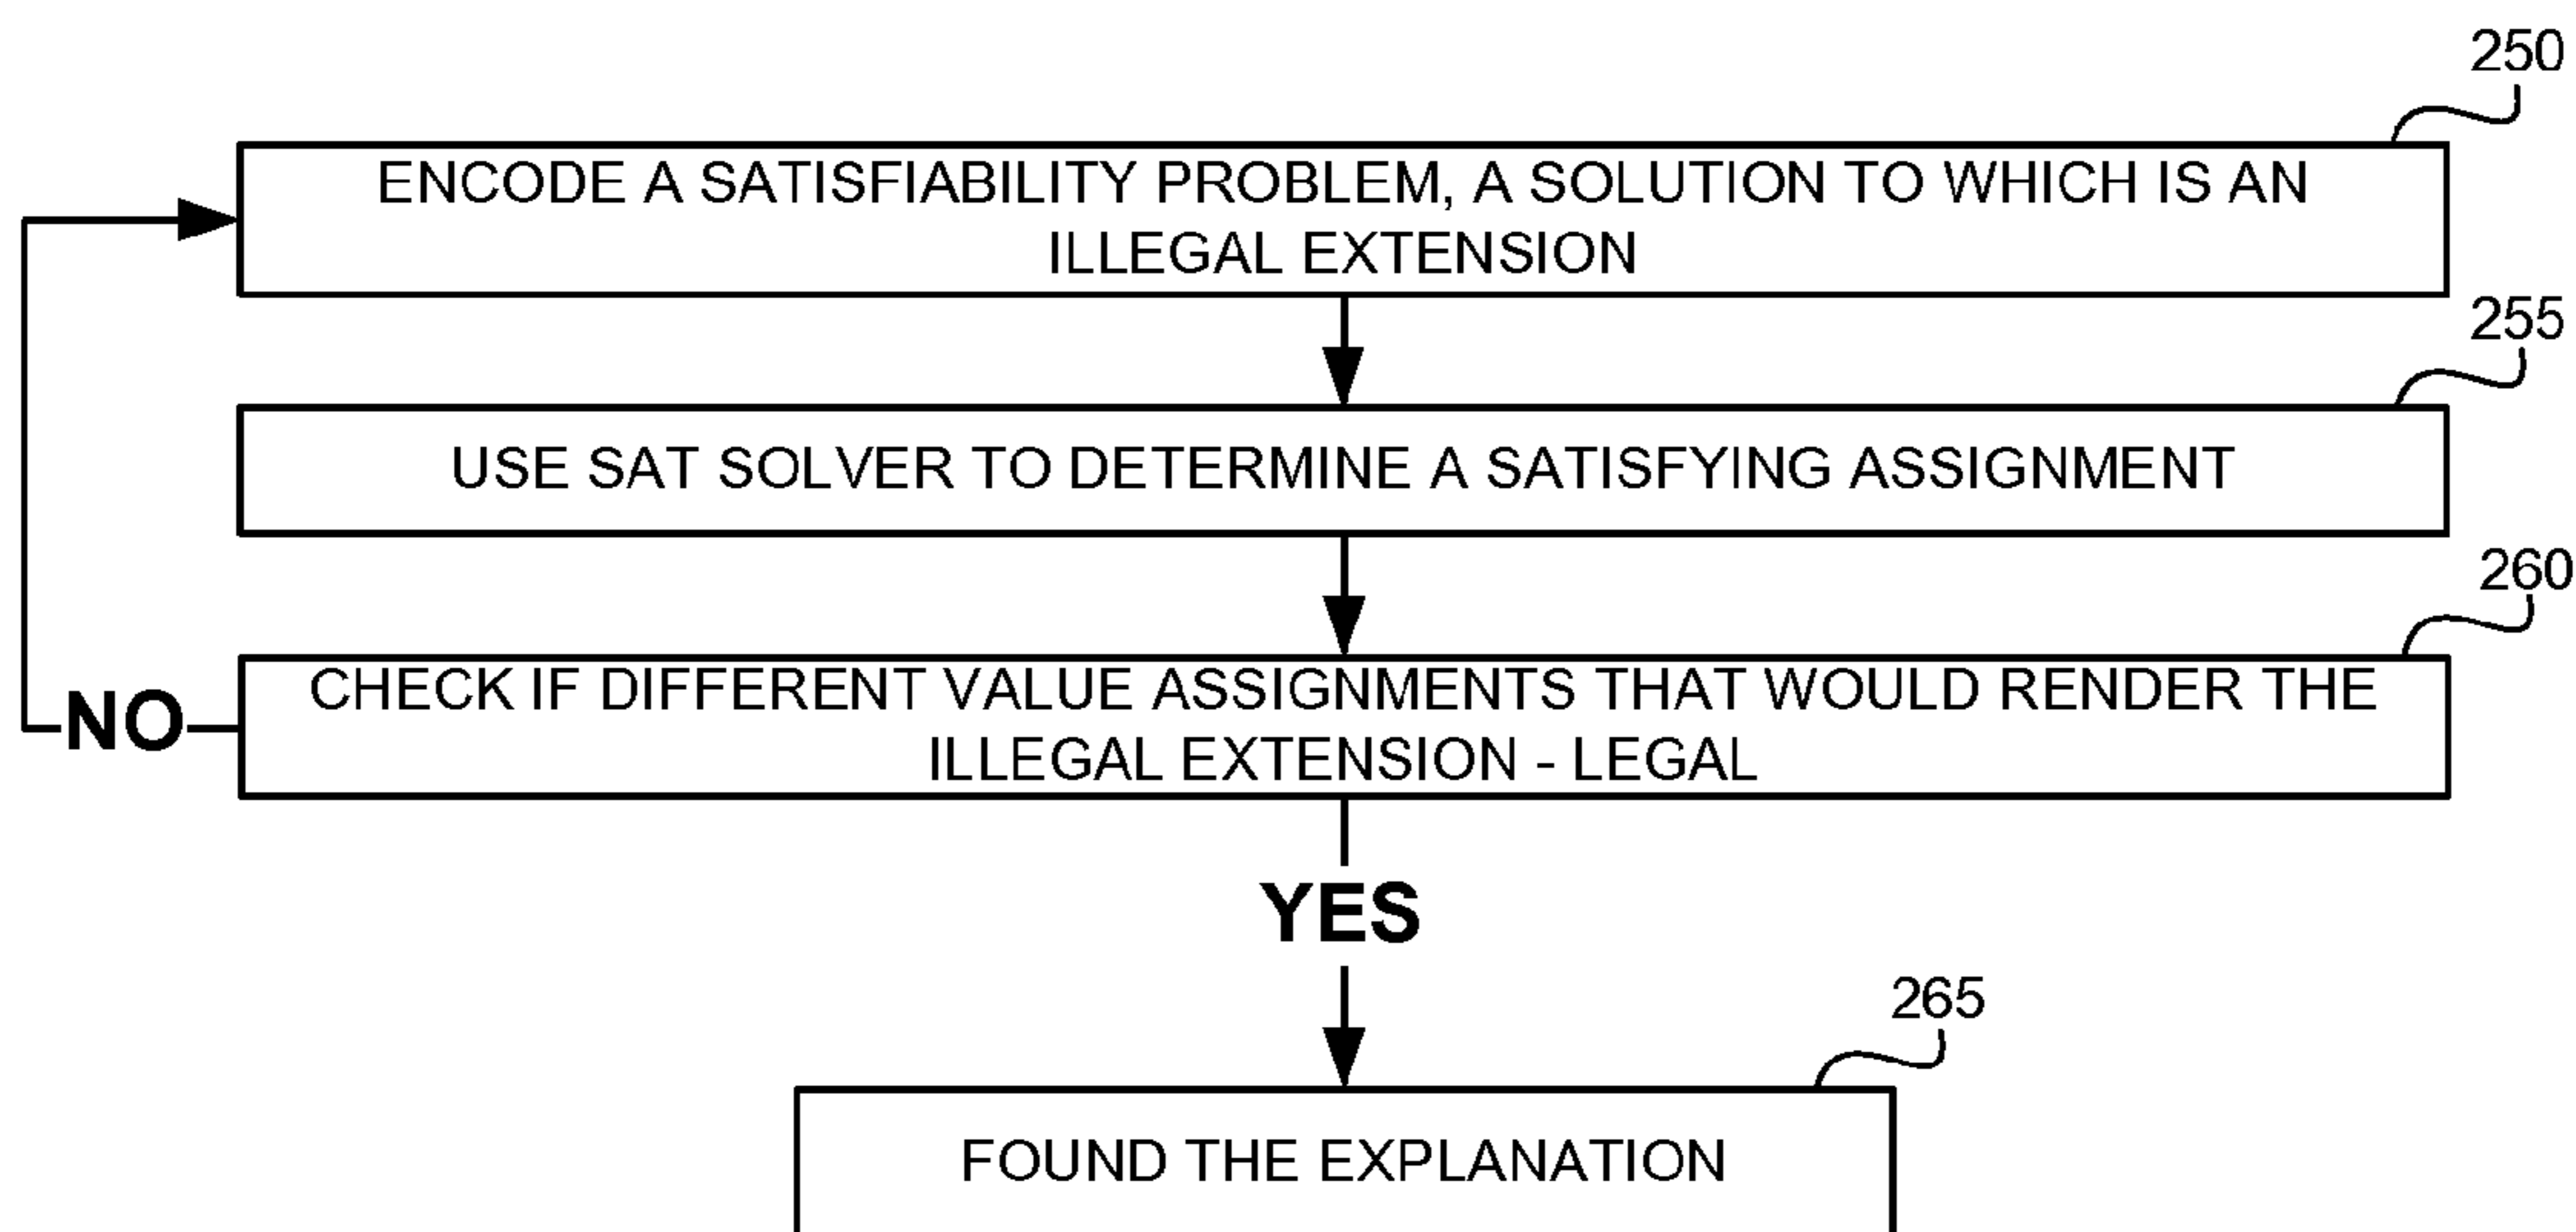 250
ENCODE A SATISFIABILITY PROBLEM, A SOLUTION TO WHICH IS AN
ILLEGAL EXTENSION
255
USE SAT SOLVER TO DETERMINE A SATISFYING ASSIGNMENT
260
CHECK IF DIFFERENT VALUE ASSIGNMENTS THAT WOULD RENDER THE
ILLEGAL EXTENSION - LEGAL
NO
YES
265
FOUND THE EXPLANATION